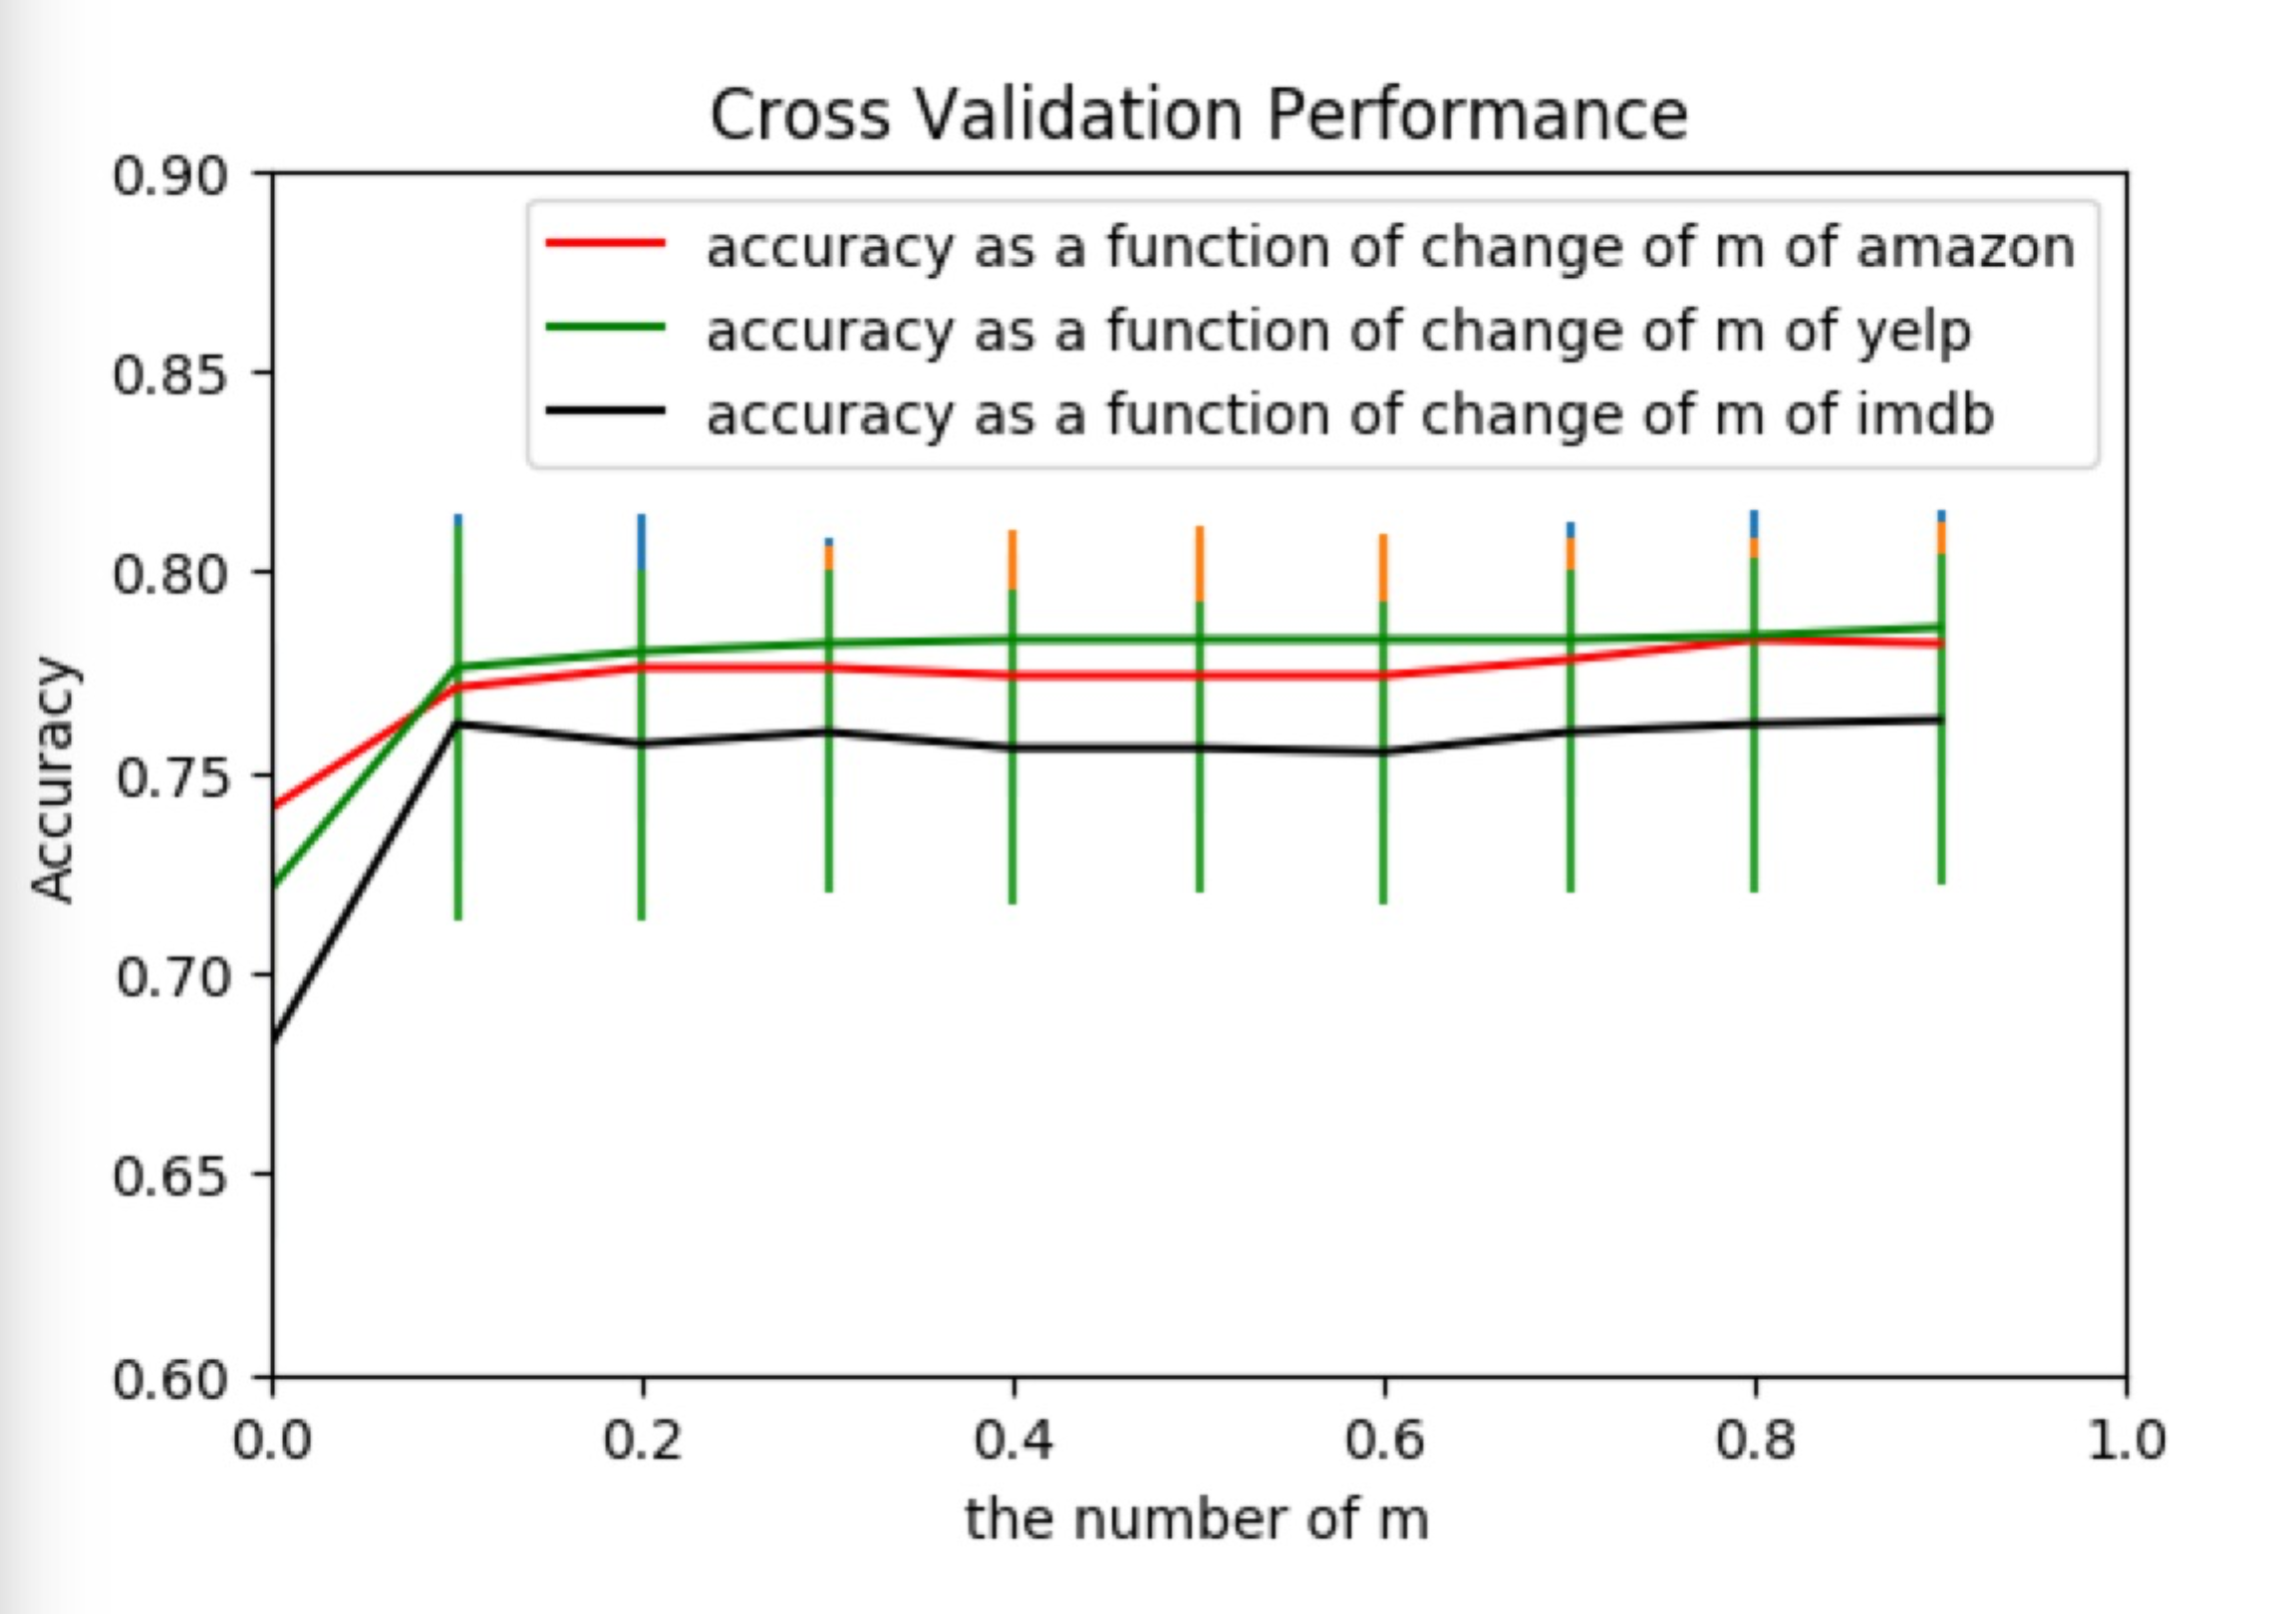 Cross Validation Performance
0.90
accuracy as a function of change of m of amazon
accuracy as a function of change of m of yelp
accuracy as a function of change of m of imdb
0.85
0.80
0.75
0.70
0.65
0.60
Accuracy
0.0 0.2 0.4 0.6 0.8 1.0
the number of m